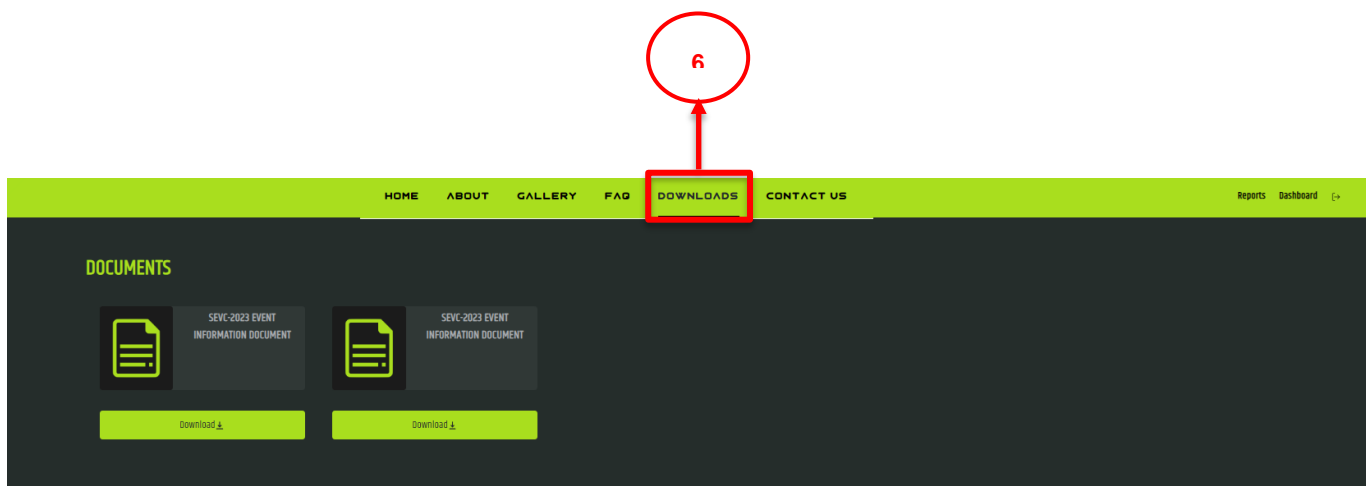 6
HOME ABOUT GALLERY FAQ DOWNLOADS CONTACT US Reports Dashboard
DOCUMENTS
SEVC-2023 EVENT
INFORMATION DOCUMENT
SEVC-2023 EVENT
INFORMATION DOCUMENT
Download
Download